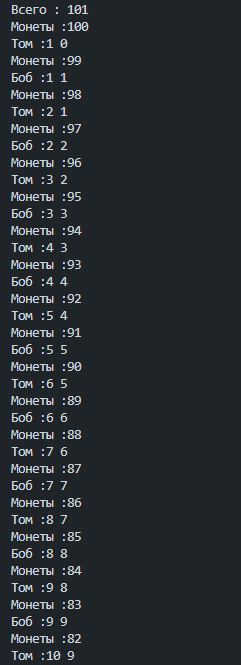 Всего : 101
Монеты :100
Том :1 0
Монеты :99
Боб :1 1
Монеты :98
Том :2 1
Монеты :97
Боб :2 2
Монеты :96
Том :3 2
Монеты :95
Боб :3 3
Монеты :94
Том :4 3
Монеты :93
Боб :4 4
Монеты :92
Том :5 4
Монеты :91
Боб :5 5
Монеты :90
Том :6 5
Монеты :89
Боб :6 6
Монеты :88
Том :7 6
Монеты :87
Боб :7 7
Монеты :86
Том :8 7
Монеты :85
Боб :8 8
Монеты :84
Том :9 8
Монеты :83
Боб :9 9
Монеты :82
Том :10 9